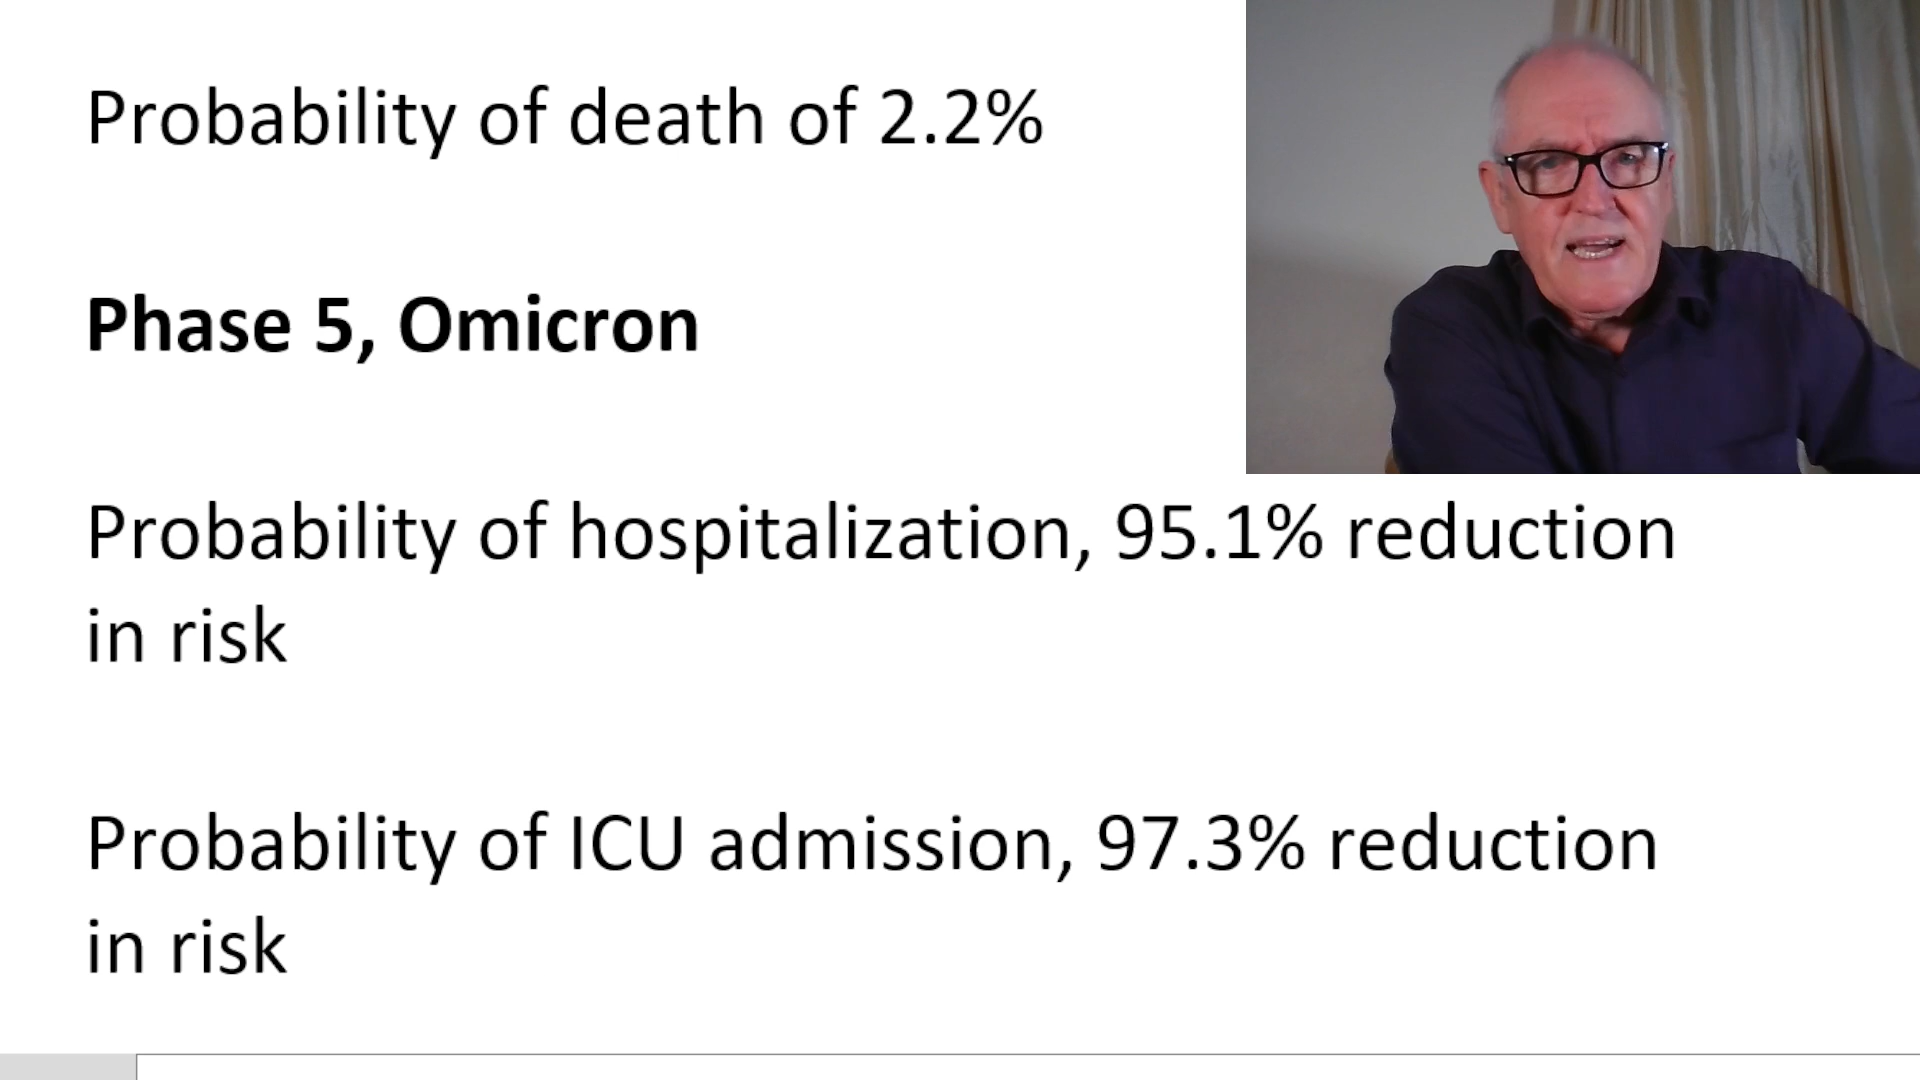 Probability of death of 2.2%
Phase 5, Omicron
Probability of hospitalization, 95.1% reduction
in risk
Probability of ICU admission, 97.3% reduction
in risk